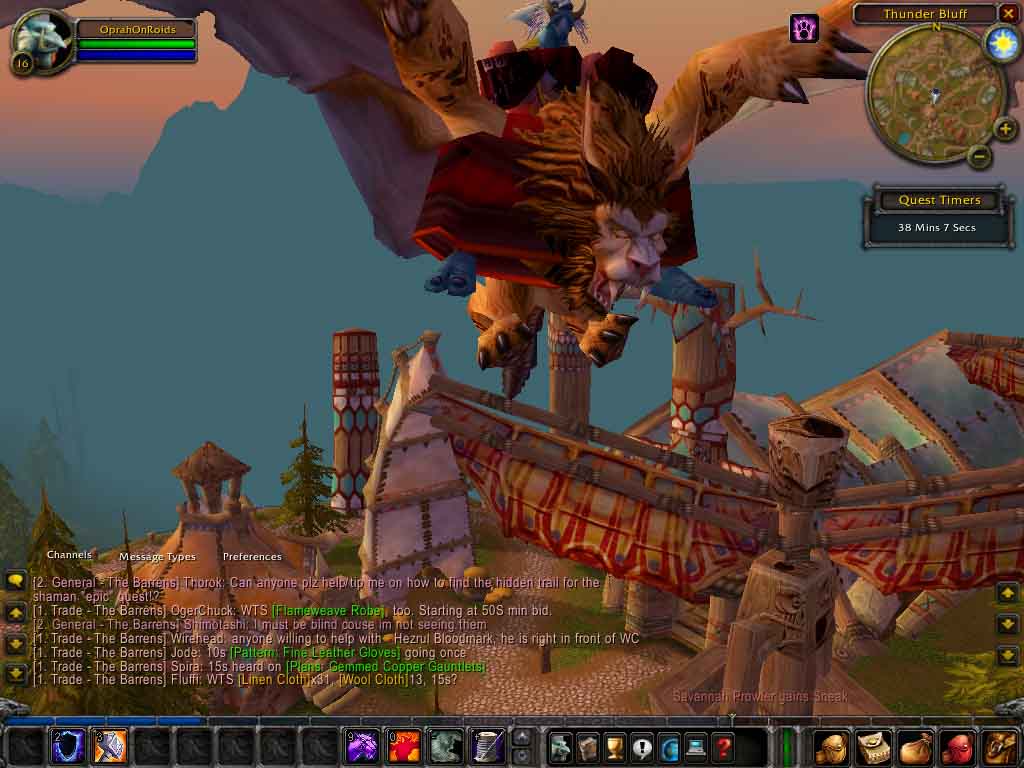 OprahOnRoids
16
Thunder Bluff
N
Quest Timers
38 Mins 7 Secs
Channels Message Types Preferences
[2. General - The Barrens] Thorok: Can anyone plz help/tip me on how to find the hidden trail for the
shaman "epic" quest!?
[1. Trade - The Barrens] OgerChuck: WTS [Flameweave Robe], too. Starting at 50S min bid.
[2. General - The Barrens] Shimotashi: I must be blind couse im not seeing them
[1. Trade - The Barrens] Wirehead: anyone willing to help with - Hezrul Bloodmark, he is right in front of WC
[1. Trade - The Barrens] Jode: 10s [Pattern: Fine Leather Gloves] going once
[1. Trade - The Barrens] Spira: 15s heard on [Plans: Gemmed Copper Gauntlets]
[1. Trade - The Barrens] Fluffi: WTS [Linen Cloth]x31, [Wool Cloth]13, 15s?
Savannah Prowler gains Sneak
2 3 9 0